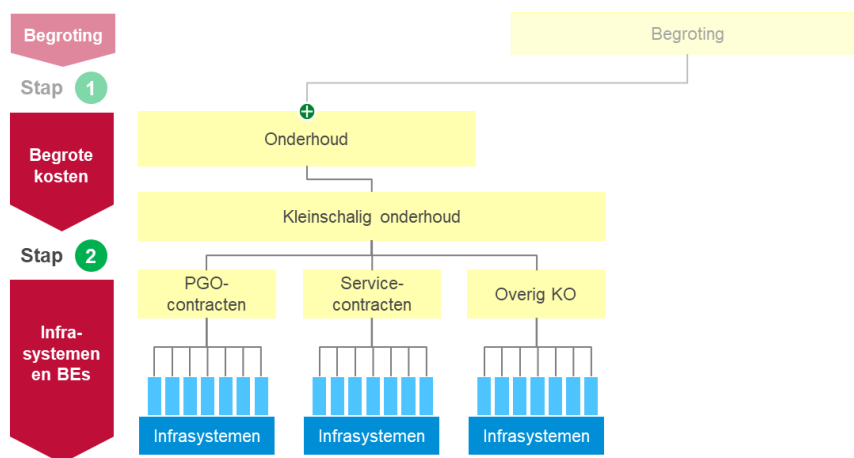 Begroting
Begroting
Stap 1
+
Onderhoud
Begrote
kosten
Kleinschalig onderhoud
Stap 2
PGO-
contracten
Service-
contracten
Overig KO
Infra-
systemen
en BEs
Infrasystemen
Infrasystemen
Infrasystemen